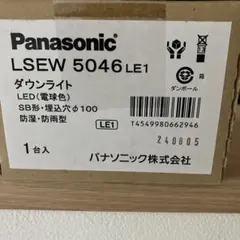 Panasonic
LSEW 5046 LE1
ダウンライト
LED(電球色)
SB形・埋込穴φ100
防湿・防雨型
LE1
1台入
箱
ダンボール
T4549980662946
240805
パナソニック株式会社